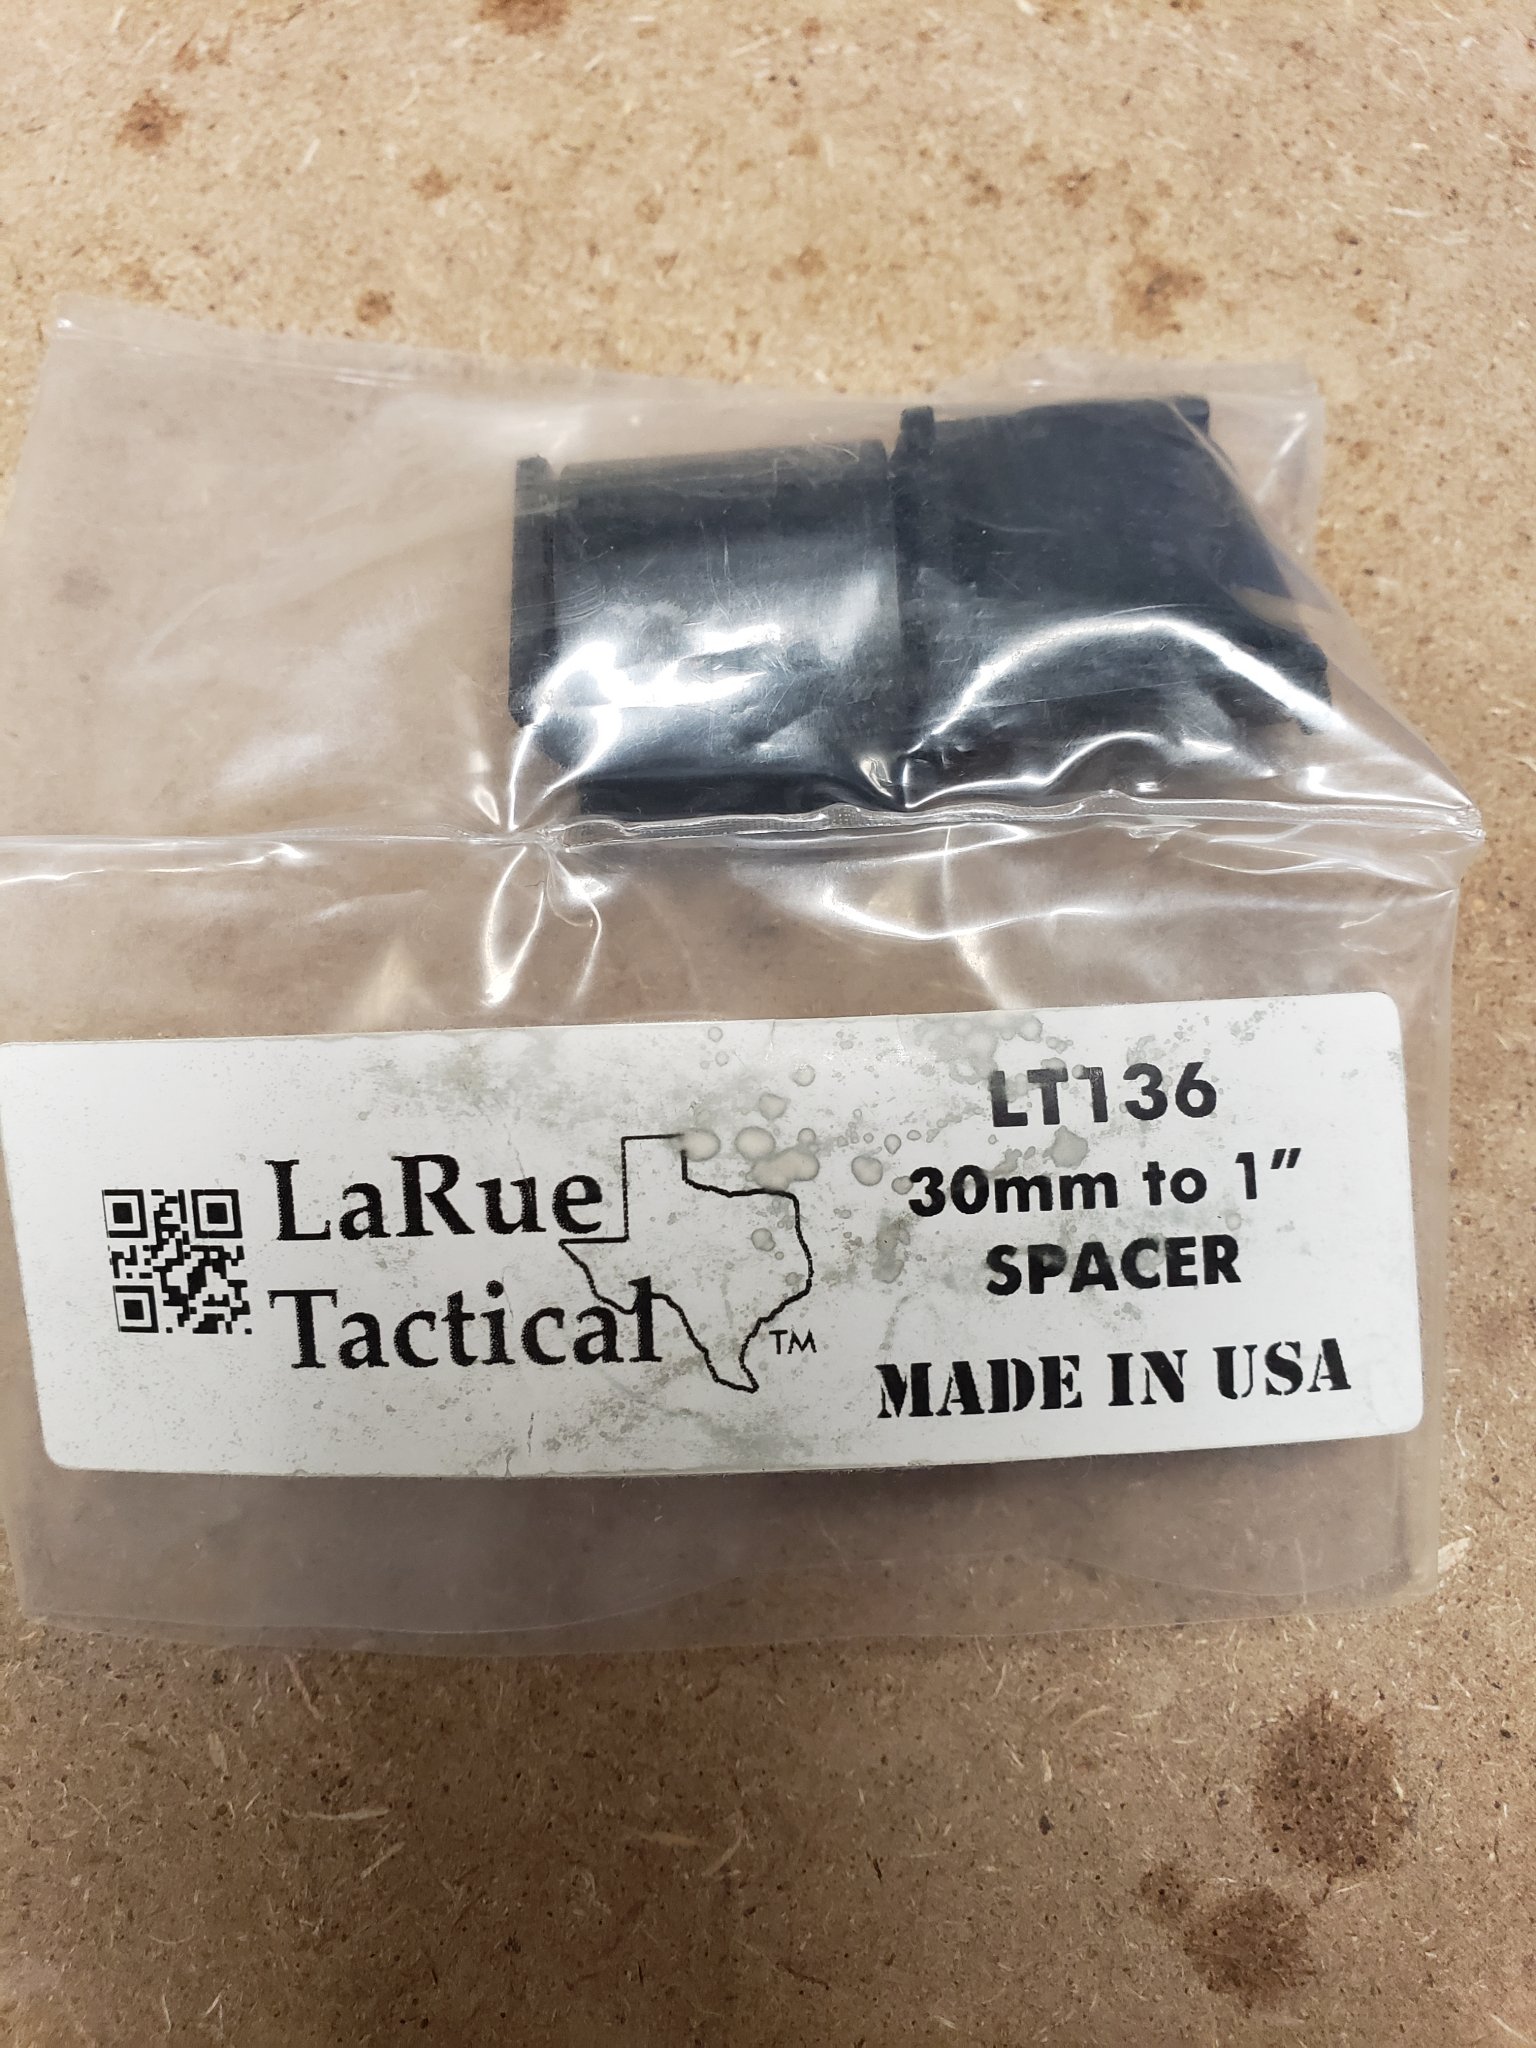 LaRue
Tactical
TM
LT136
30mm to 1"
SPACER
MADE IN USA